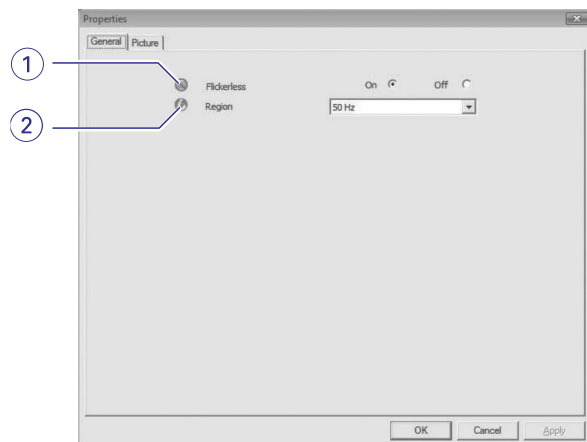 Properties
General Picture
1
Flickerless On Off
2
Region 50 Hz
OK Cancel Apply